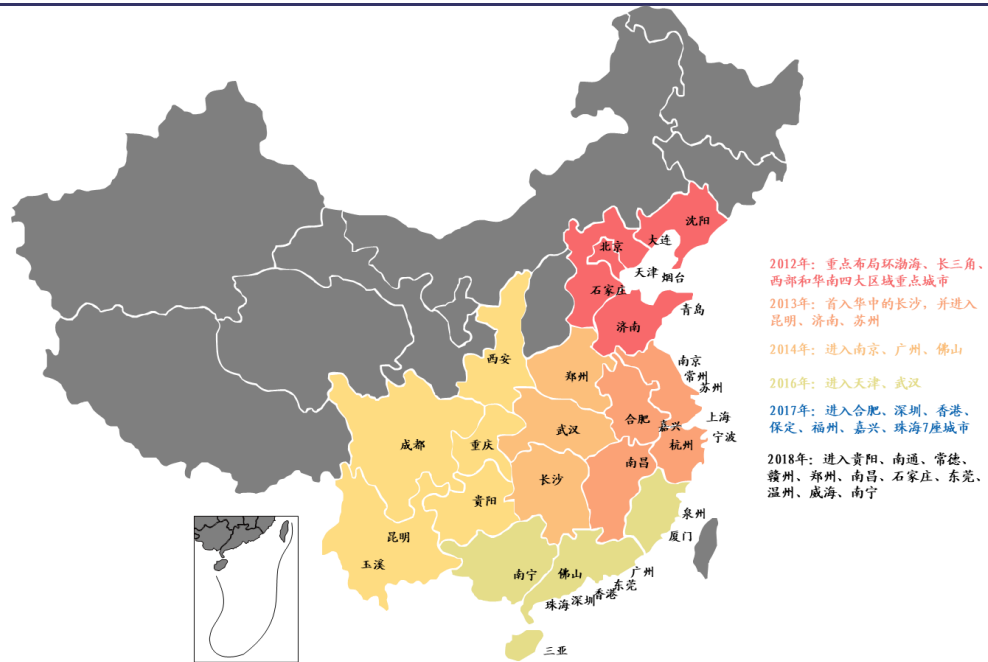 沈阳
大连
北京
天津
烟台
石家庄
青岛
济南
西安
郑州
南京
常州
苏州
合肥
上海
嘉兴
宁波
杭州
成都
重庆
武汉
南昌
长沙
贵阳
昆明
玉溪
泉州
厦门
南宁
佛山
广州
东莞
香港
深圳
珠海
三亚
2012年：重点布局环渤海、长三角、
西部和华南四大区域重点城市
2013年：首入华中的长沙，并进入
昆明、济南、苏州
2014年：进入南京、广州、佛山
2016年：进入天津、武汉
2017年：进入合肥、深圳、香港、
保定、福州、嘉兴、珠海7座城市
2018年：进入贵阳、南通、常德、
赣州、郑州、南昌、石家庄、东莞、
温州、威海、南宁